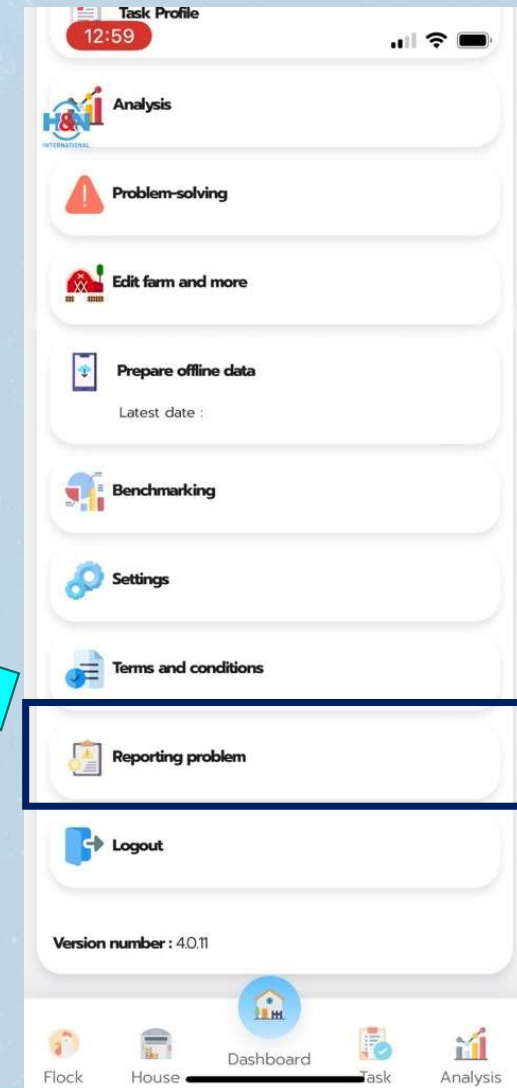 Task Profile
12:59
Analysis
H&N
INTERNATIONAL
Problem-solving
Edit farm and more
Prepare offline data
Latest date :
Benchmarking
Settings
Terms and conditions
Reporting problem
Logout
Version number : 4.0.11
Flock
House
Dashboard
Task
Analysis